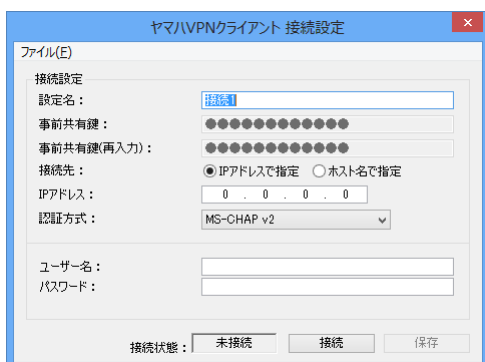 ヤマハVPNクライアント 接続設定
ファイル(F)
接続設定
設定名：
接続1
事前共有鍵：
●●●●●●●●●●●●
事前共有鍵(再入力)：
●●●●●●●●●●●●
接続先：
IPアドレスで指定 ホスト名で指定
IPアドレス：
0 . 0 . 0 . 0
認証方式：
MS-CHAP v2
ユーザー名：
パスワード：
接続状態： 未接続 接続 保存